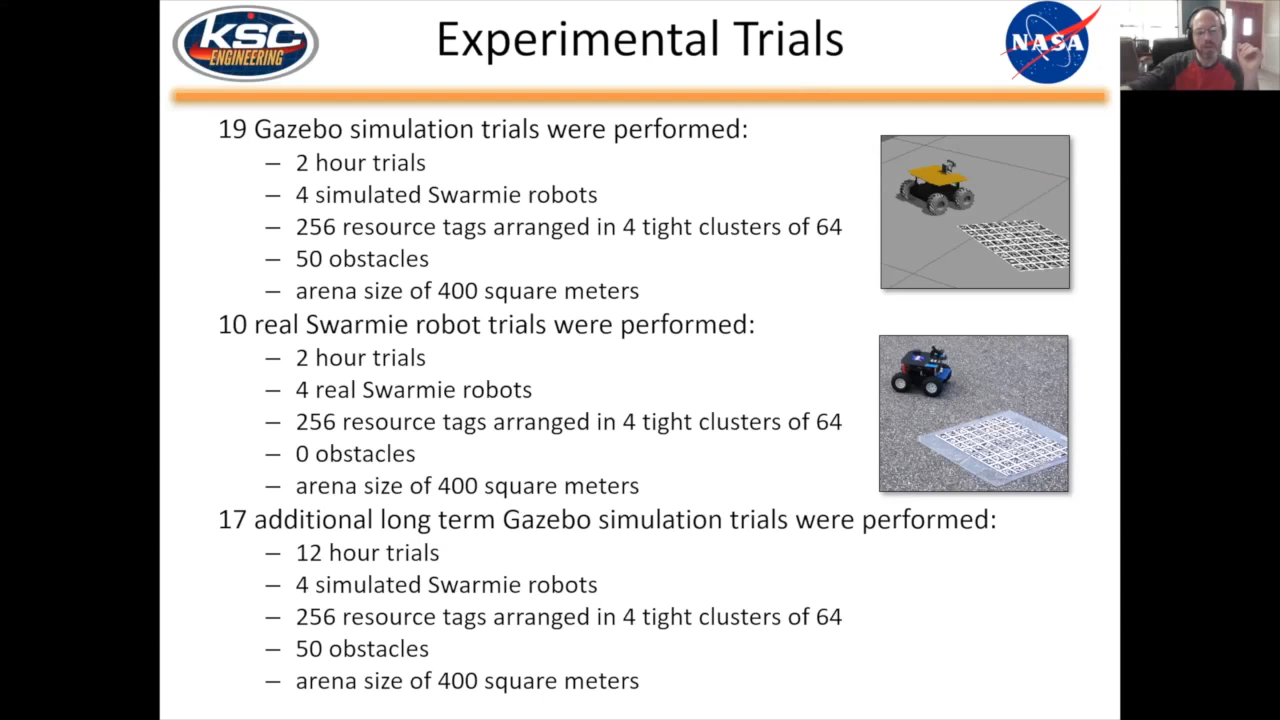 KSC
ENGINEERING
Experimental Trials
NASA
19 Gazebo simulation trials were performed:
– 2 hour trials
– 4 simulated Swarmie robots
– 256 resource tags arranged in 4 tight clusters of 64
– 50 obstacles
– arena size of 400 square meters
10 real Swarmie robot trials were performed:
– 2 hour trials
– 4 real Swarmie robots
– 256 resource tags arranged in 4 tight clusters of 64
– 0 obstacles
– arena size of 400 square meters
17 additional long term Gazebo simulation trials were performed:
– 12 hour trials
– 4 simulated Swarmie robots
– 256 resource tags arranged in 4 tight clusters of 64
– 50 obstacles
– arena size of 400 square meters